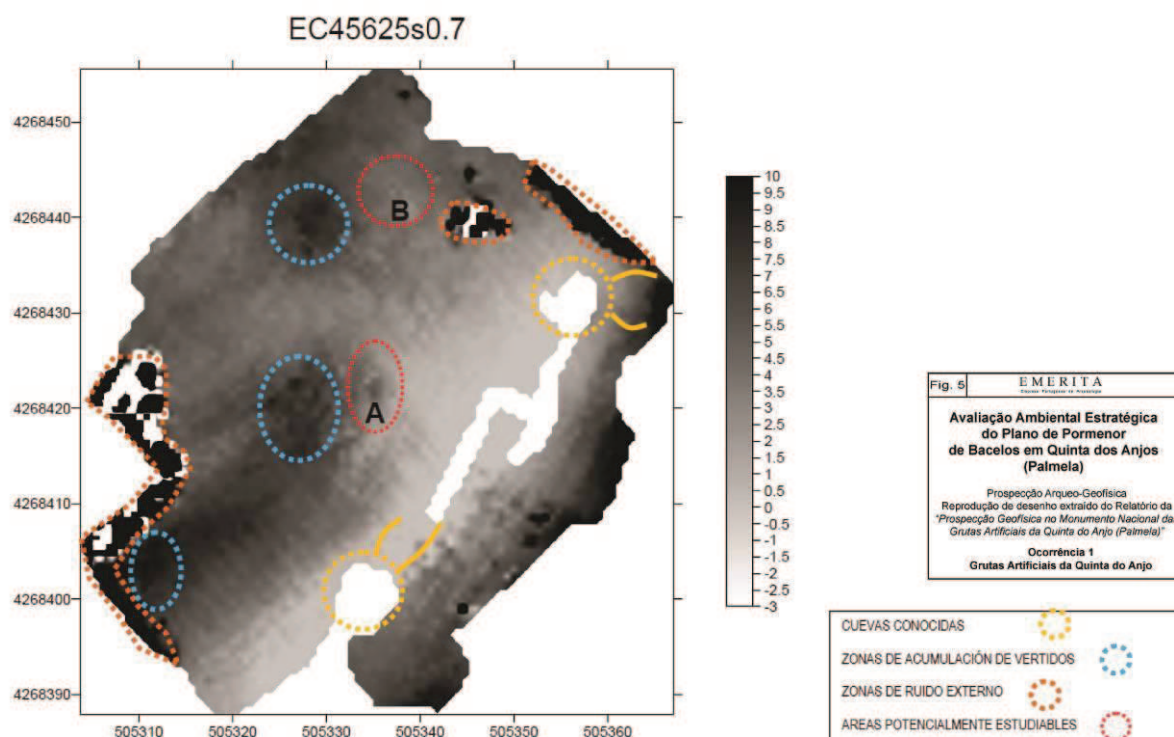 EC45625s0.7
4268450
4268440
4268430
4268420
4268410
4268400
4268390
505310 505320 505330 505340 505350 505360
B
A
10
9.5
9
8.5
8
7.5
7
6.5
6
5.5
5
4.5
4
3.5
3
2.5
2
1.5
1
0.5
0
-0.5
-1
-1.5
-2
-2.5
-3
Fig. 5
EMERITA
Avaliação Ambiental Estratégica
do Plano de Pormenor
de Bacelos em Quinta dos Anjos
(Palmela)
Prospecção Arqueo-Geofísica
Reprodução de desenho extraído do Relatório da
"Prospecção Geofísica no Monumento Nacional das
Grutas Artificiais da Quinta do Anjo (Palmela)"
Ocorrência 1
Grutas Artificiais da Quinta do Anjo
CUEVAS CONOCIDAS
ZONAS DE ACUMULACIÓN DE VERTIDOS
ZONAS DE RUIDO EXTERNO
AREAS POTENCIALMENTE ESTUDIABLES